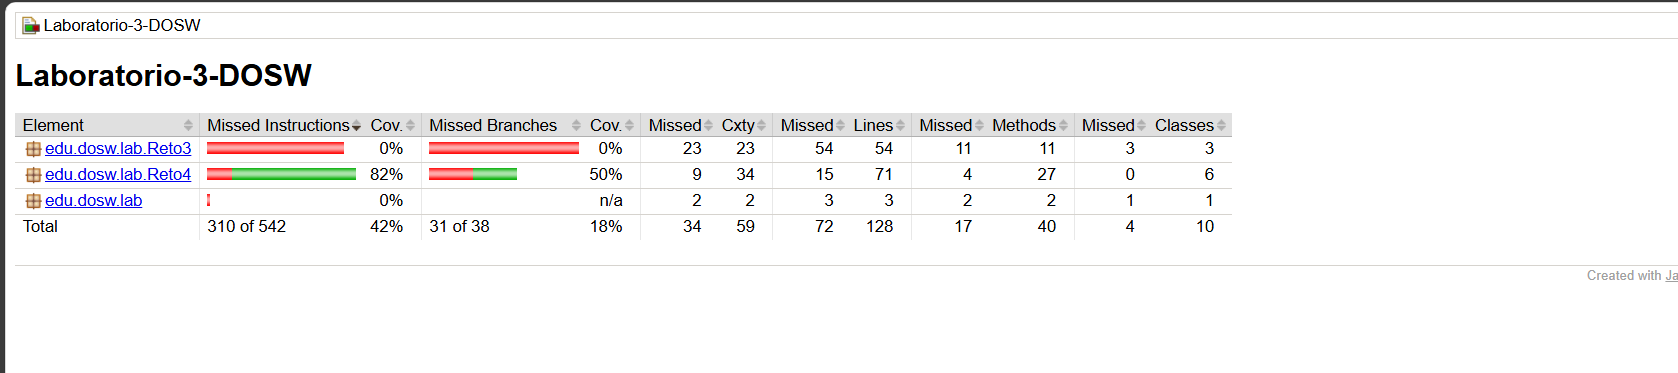 Laboratorio-3-DOSW
Laboratorio-3-DOSW
Element Missed Instructions Cov. Missed Branches Cov. Missed Cxty Missed Lines Missed Methods Missed Classes
edu.dosw.lab.Reto3 0% 0% 23 23 54 54 11 11 3 3
edu.dosw.lab.Reto4 82% 50% 9 34 15 71 4 27 0 6
edu.dosw.lab 0% n/a 2 2 3 3 2 2 1 1
Total 310 of 542 42% 31 of 38 18% 34 59 72 128 17 40 4 10
Created with Ja